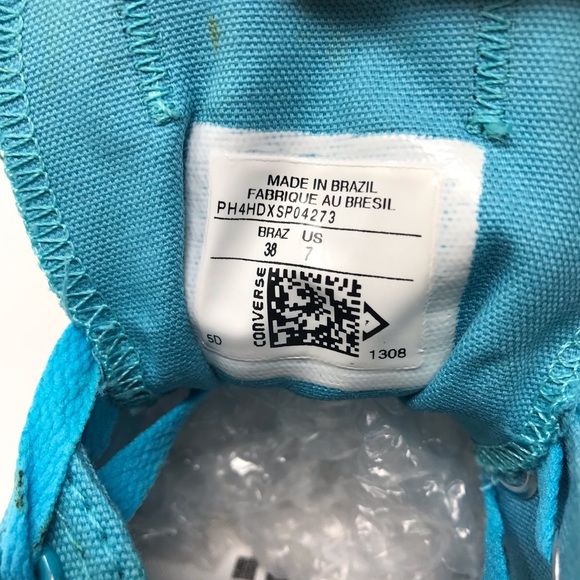 MADE IN BRAZIL
FABRIQUE AU BRESIL
PH4HDXSP04273
BRAZ US
38 7
CONVERSE
5D
1308